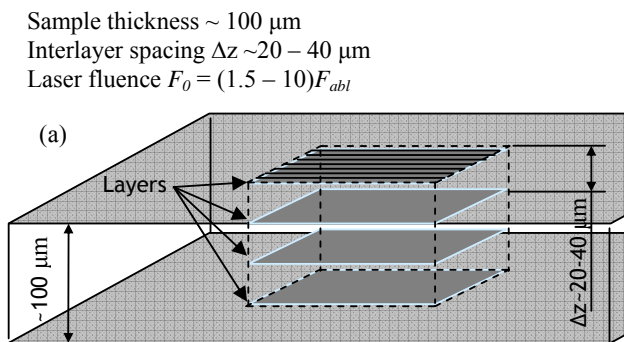 Sample thickness ~ 100 μm
Interlayer spacing Δz ~20 – 40 μm
Laser fluence F₀ = (1.5 – 10)Fₐbₗ
(a)
Layers
~100 μm
Δz~20-40 μm